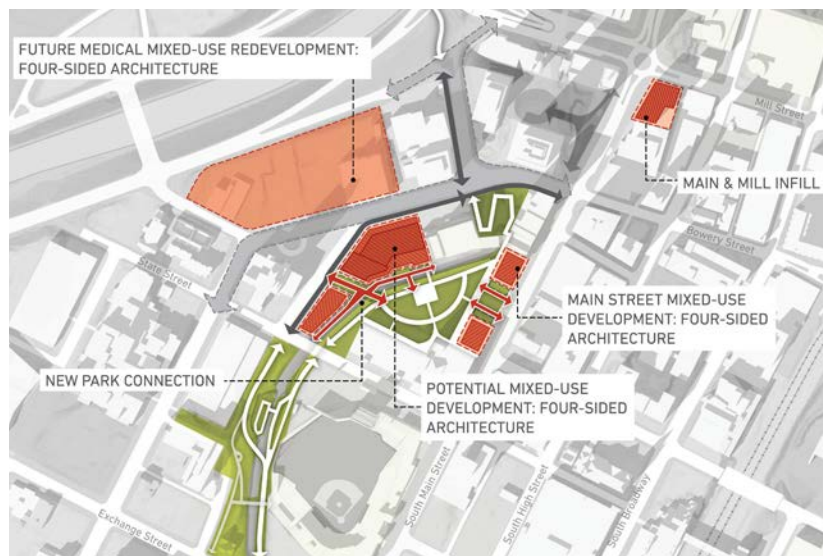 FUTURE MEDICAL MIXED-USE REDEVELOPMENT:
FOUR-SIDED ARCHITECTURE
Mill Street
MAIN & MILL INFILL
Bowery Street
State Street
MAIN STREET MIXED-USE
DEVELOPMENT: FOUR-SIDED
ARCHITECTURE
NEW PARK CONNECTION
POTENTIAL MIXED-USE
DEVELOPMENT: FOUR-SIDED
ARCHITECTURE
Exchange Street
South Main Street
South High Street
South Broadway